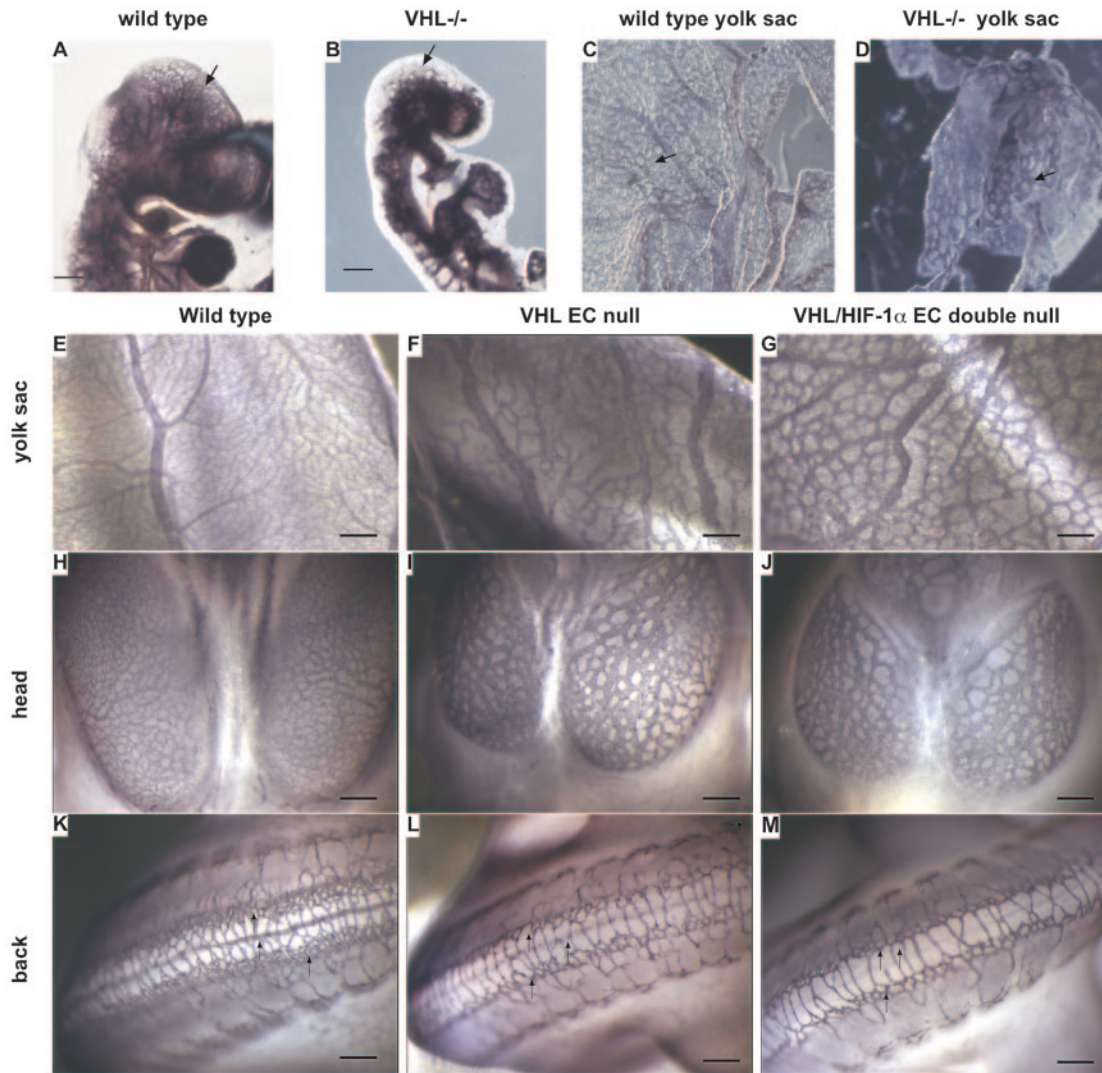 wild type VHL-/- wild type yolk sac VHL-/- yolk sac
A B C D
Wild type VHL EC null VHL/HIF-1α EC double null
E F G
yolk sac
H I J
head
K L M
back